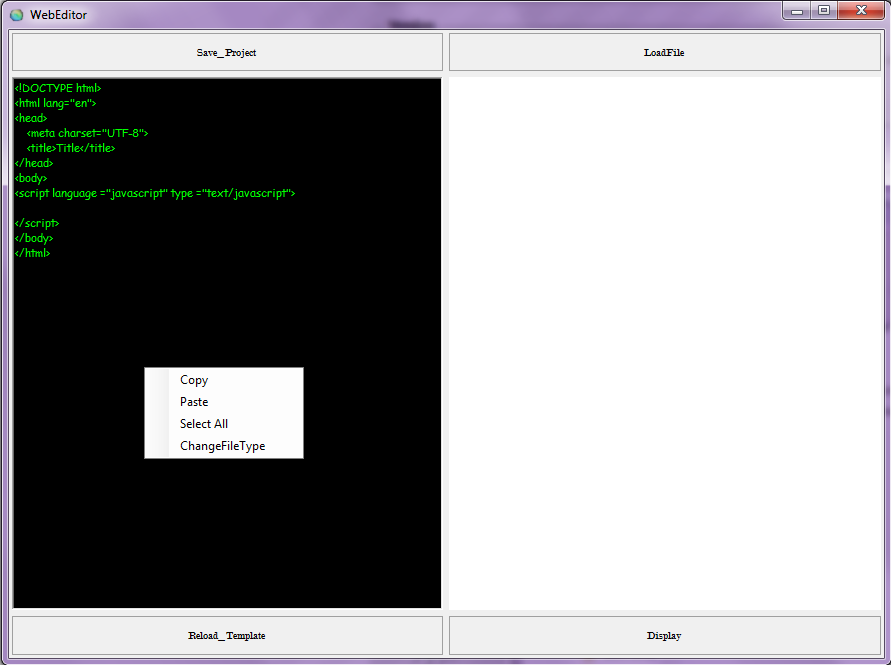 WebEditor
Save_Project
LoadFile
<!DOCTYPE html>
<html lang="en">
<head>
    <meta charset="UTF-8">
    <title>Title</title>
</head>
<body>
<script language ="javascript" type ="text/javascript">
</script>
</body>
</html>
Copy
Paste
Select All
ChangeFileType
Reload_Template
Display